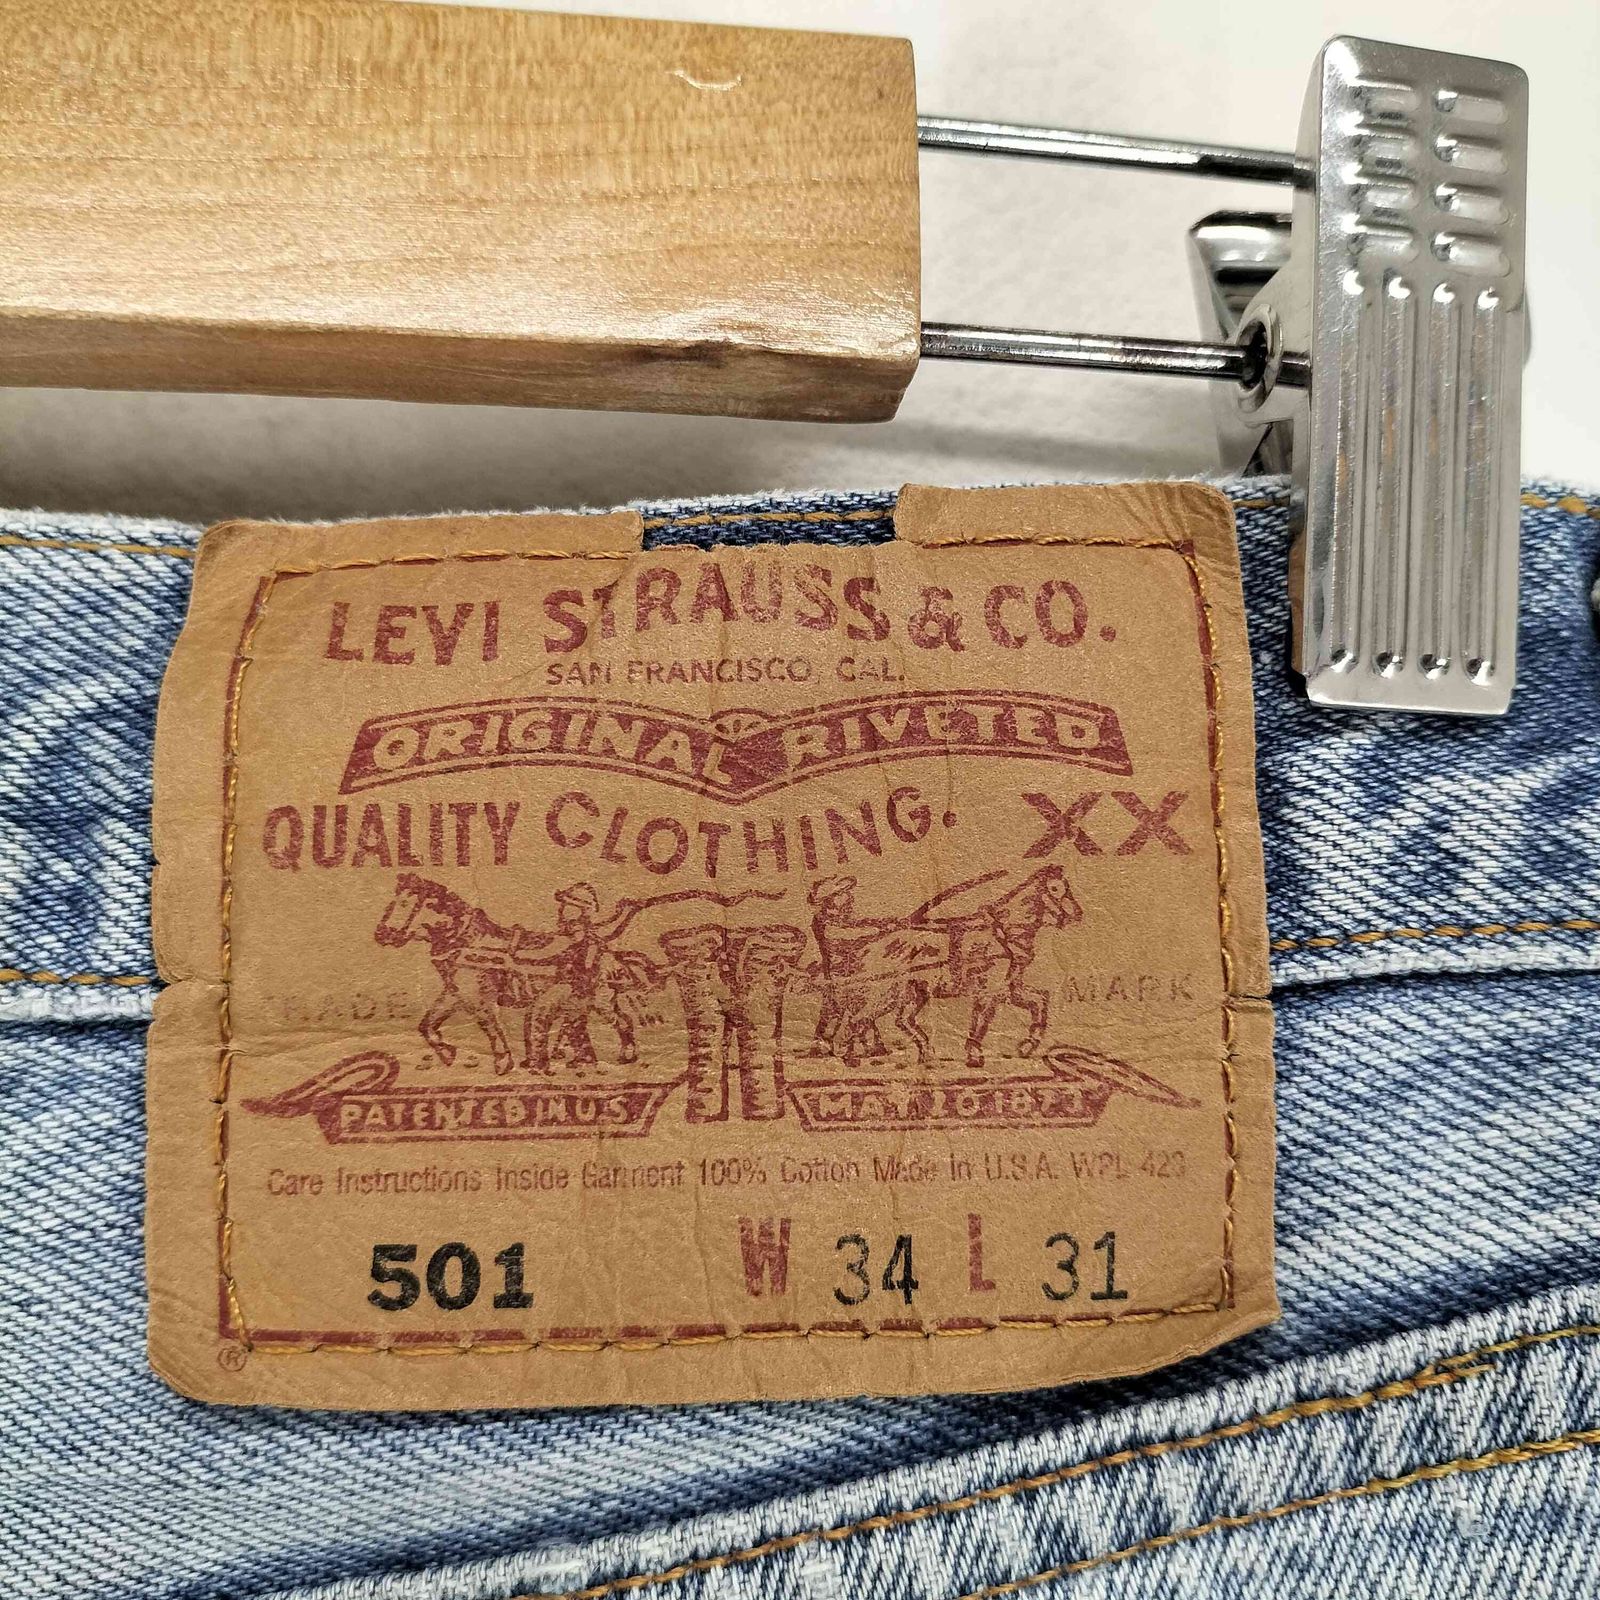 LEVI STRAUSS & CO.
SAN FRANCISCO, CAL.
ORIGINAL RIVETED
QUALITY CLOTHING. XX
TRADE MARK
PATENTED IN U.S. MAY 20 1873
Care Instructions Inside Garment 100% Cotton Made in U.S.A. WPL 423
501 W 34 L 31
®